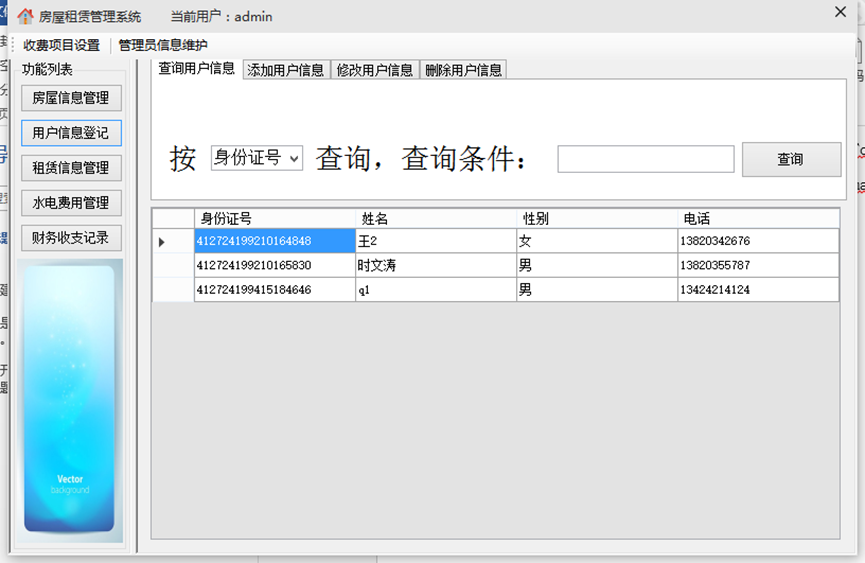 房屋租赁管理系统 当前用户：admin
收费项目设置 管理员信息维护
功能列表
房屋信息管理
用户信息登记
租赁信息管理
水电费用管理
财务收支记录
Vector
background
查询用户信息 添加用户信息 修改用户信息 删除用户信息
按 身份证号 查询，查询条件： 查询
身份证号 姓名 性别 电话
412724199210164848 王2 女 13820342676
412724199210165830 时文涛 男 13820355787
412724199415184646 q1 男 13424214124